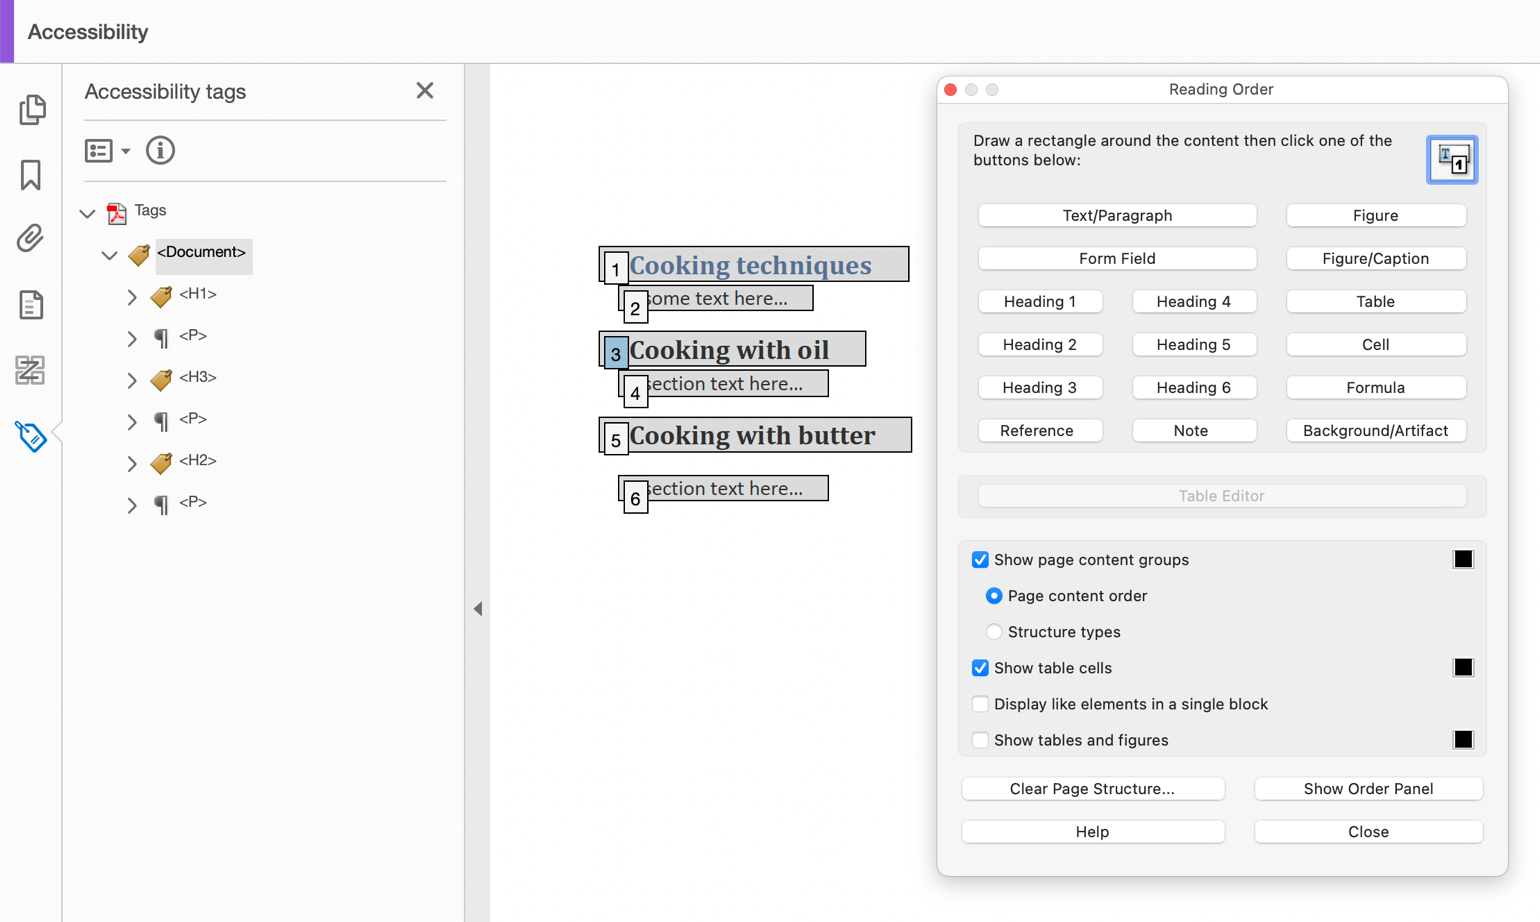 Accessibility
Accessibility tags
Tags
<Document>
<H1>
<P>
<H3>
<P>
<H2>
<P>
1 Cooking techniques
2 some text here...
3 Cooking with oil
4 section text here...
5 Cooking with butter
6 section text here...
Reading Order
Draw a rectangle around the content then click one of the
buttons below:
T 1
Text/Paragraph Figure
Form Field Figure/Caption
Heading 1 Heading 4 Table
Heading 2 Heading 5 Cell
Heading 3 Heading 6 Formula
Reference Note Background/Artifact
Table Editor
Show page content groups
Page content order
Structure types
Show table cells
Display like elements in a single block
Show tables and figures
Clear Page Structure... Show Order Panel
Help Close